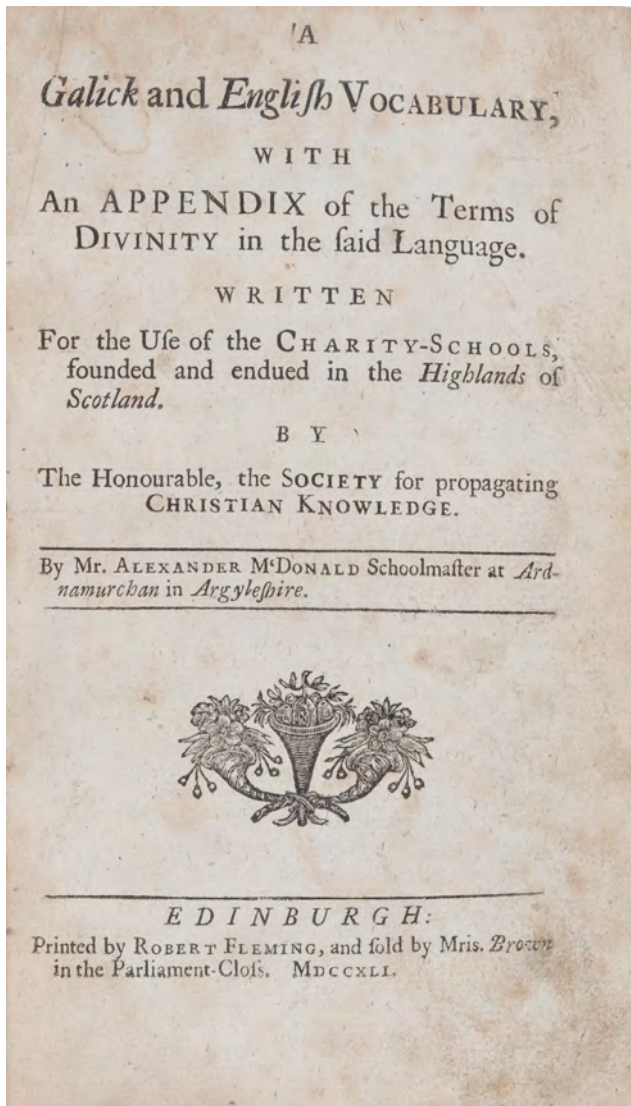 A
Galick and Engliſh VOCABULARY,
WITH
An APPENDIX of the Terms of
DIVINITY in the ſaid Language.
WRITTEN
For the Uſe of the CHARITY-SCHOOLS,
founded and endued in the Highlands of
Scotland.
BY
The Honourable, the SOCIETY for propagating
CHRISTIAN KNOWLEDGE.
By Mr. ALEXANDER M‘DONALD Schoolmaſter at Ard-
namurchan in Argyleſhire.
EDINBURGH:
Printed by ROBERT FLEMING, and ſold by Mris. Brown
in the Parliament-Cloſs. MDCCXLI.